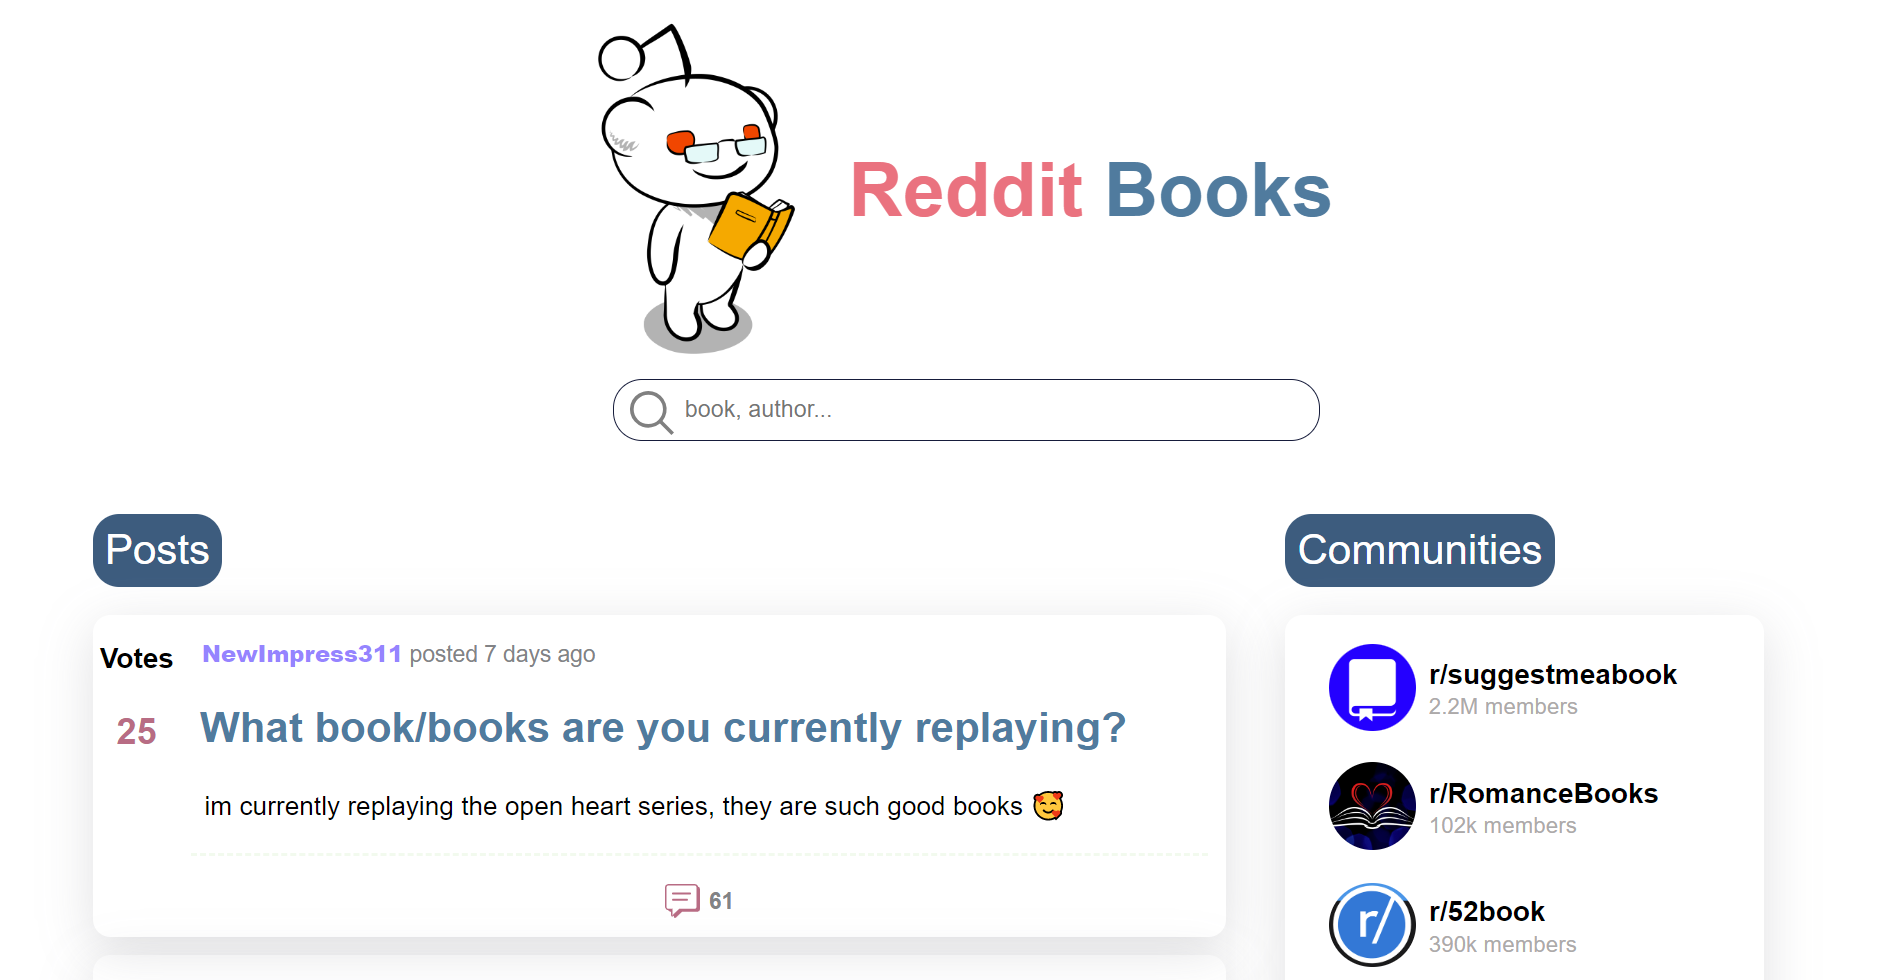 Reddit Books
book, author...
Posts
Communities
Votes
NewImpress311 posted 7 days ago
25
What book/books are you currently replaying?
im currently replaying the open heart series, they are such good books 🥰
61
r/suggestmeabook
2.2M members
r/RomanceBooks
102k members
r/
r/52book
390k members